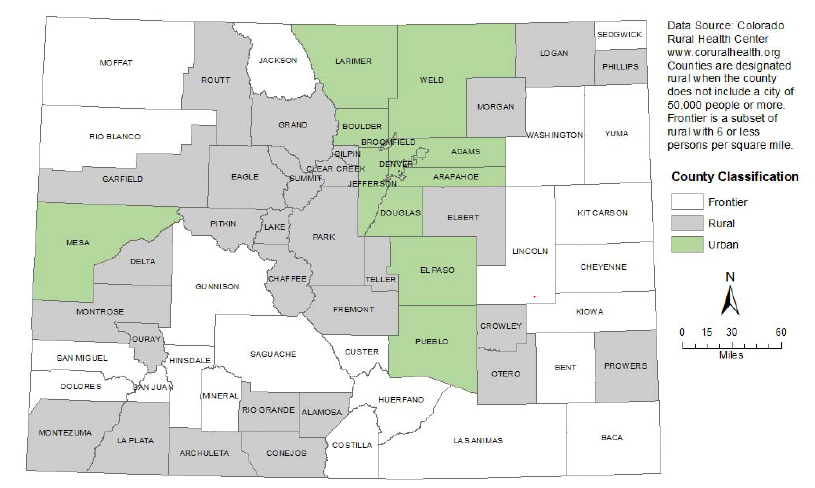 Data Source: Colorado
Rural Health Center
www.coruralhealth.org
Counties are designated
rural when the county
does not include a city of
50,000 people or more.
Frontier is a subset of
rural with 6 or less
persons per square mile.
County Classification
Frontier
Rural
Urban
N
0 15 30 60
Miles
SEDGWICK
LOGAN
JACKSON
LARIMER
MOFFAT
PHILLIPS
ROUTT
WELD
MORGAN
GRAND
BOULDER
RIO BLANCO
WASHINGTON
YUMA
BROOMFIELD
GILPIN
ADAMS
DENVER
CLEAR CREEK
EAGLE
SUMMIT
ARAPAHOE
GARFIELD
JEFFERSON
DOUGLAS
ELBERT
KIT CARSON
PITKIN
LAKE
PARK
MESA
LINCOLN
DELTA
CHEYENNE
EL PASO
GUNNISON
CHAFFEE
TELLER
MONTROSE
FREMONT
KIOWA
CROWLEY
OURAY
PUEBLO
SAN MIGUEL
HINSDALE
SAGUACHE
CUSTER
BENT
PROWERS
OTERO
DOLORES
SAN JUAN
MINERAL
HUERFANO
RIO GRANDE
ALAMOSA
MONTEZUMA
LA PLATA
COSTILLA
LAS ANIMAS
BACA
ARCHULETA
CONEJOS